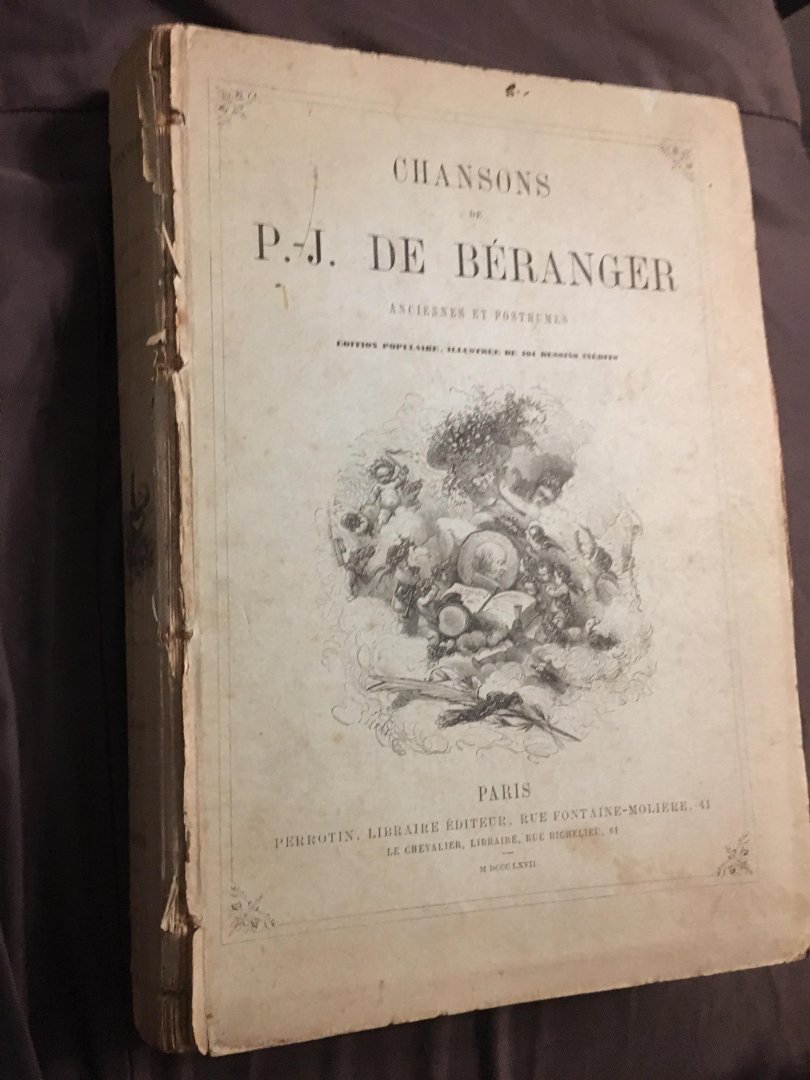 CHANSONS
DE
P.-J. DE BÉRANGER
ANCIENNES ET POSTHUMES
ÉDITION POPULAIRE, ILLUSTRÉE DE 161 DESSINS INÉDITS
PARIS
PERROTIN, LIBRAIRE ÉDITEUR, RUE FONTAINE-MOLIÈRE, 41
LE CHEVALIER, LIBRAIRE, RUE RICHELIEU, 61
M DCCC LXVII